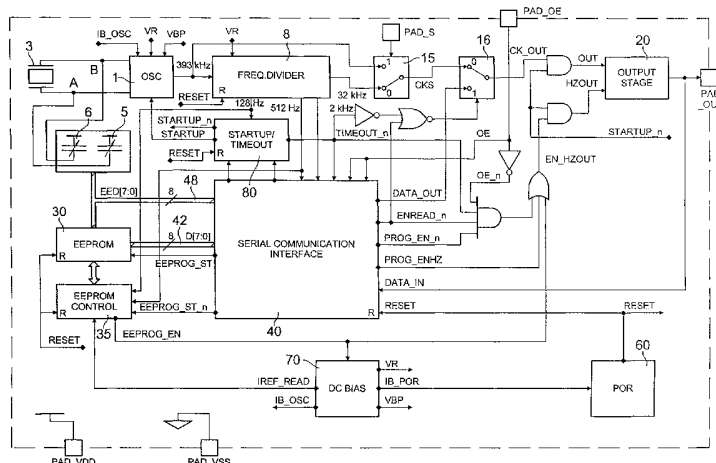 PAD_OE
PAD_S
IB_OSC VR VBP
VR
3
8
15
16
20
B
A
1
OSC
393 kHz
FREQ.DIVIDER
1
0
0
1
CKS
CK_OUT
OUT
HZOUT
OUTPUT
STAGE
PAD
_OUT
32 kHz
2 kHz
RESET
R
128 Hz
512 Hz
6
5
STARTUP_n
STARTUP
STARTUP/
TIMEOUT
TIMEOUT_n
RESET
R
80
OE
STARTUP_n
EN_HZOUT
OE_n
EED[7:0]
8
48
DATA_OUT
30
42
EEPROM
R
D[7:0]
8
EEPROG_ST
SERIAL COMMUNICATION
INTERFACE
ENREAD_n
PROG_EN_n
PROG_ENHZ
DATA_IN
EEPROM
CONTROL
R
35
EEPROG_ST_n
EEPROG_EN
40
R
RESET
RESET
RESET
70
60
IREF_READ
IB_OSC
DC BIAS
VR
IB_POR
VBP
POR
PAD_VDD
PAD_VSS